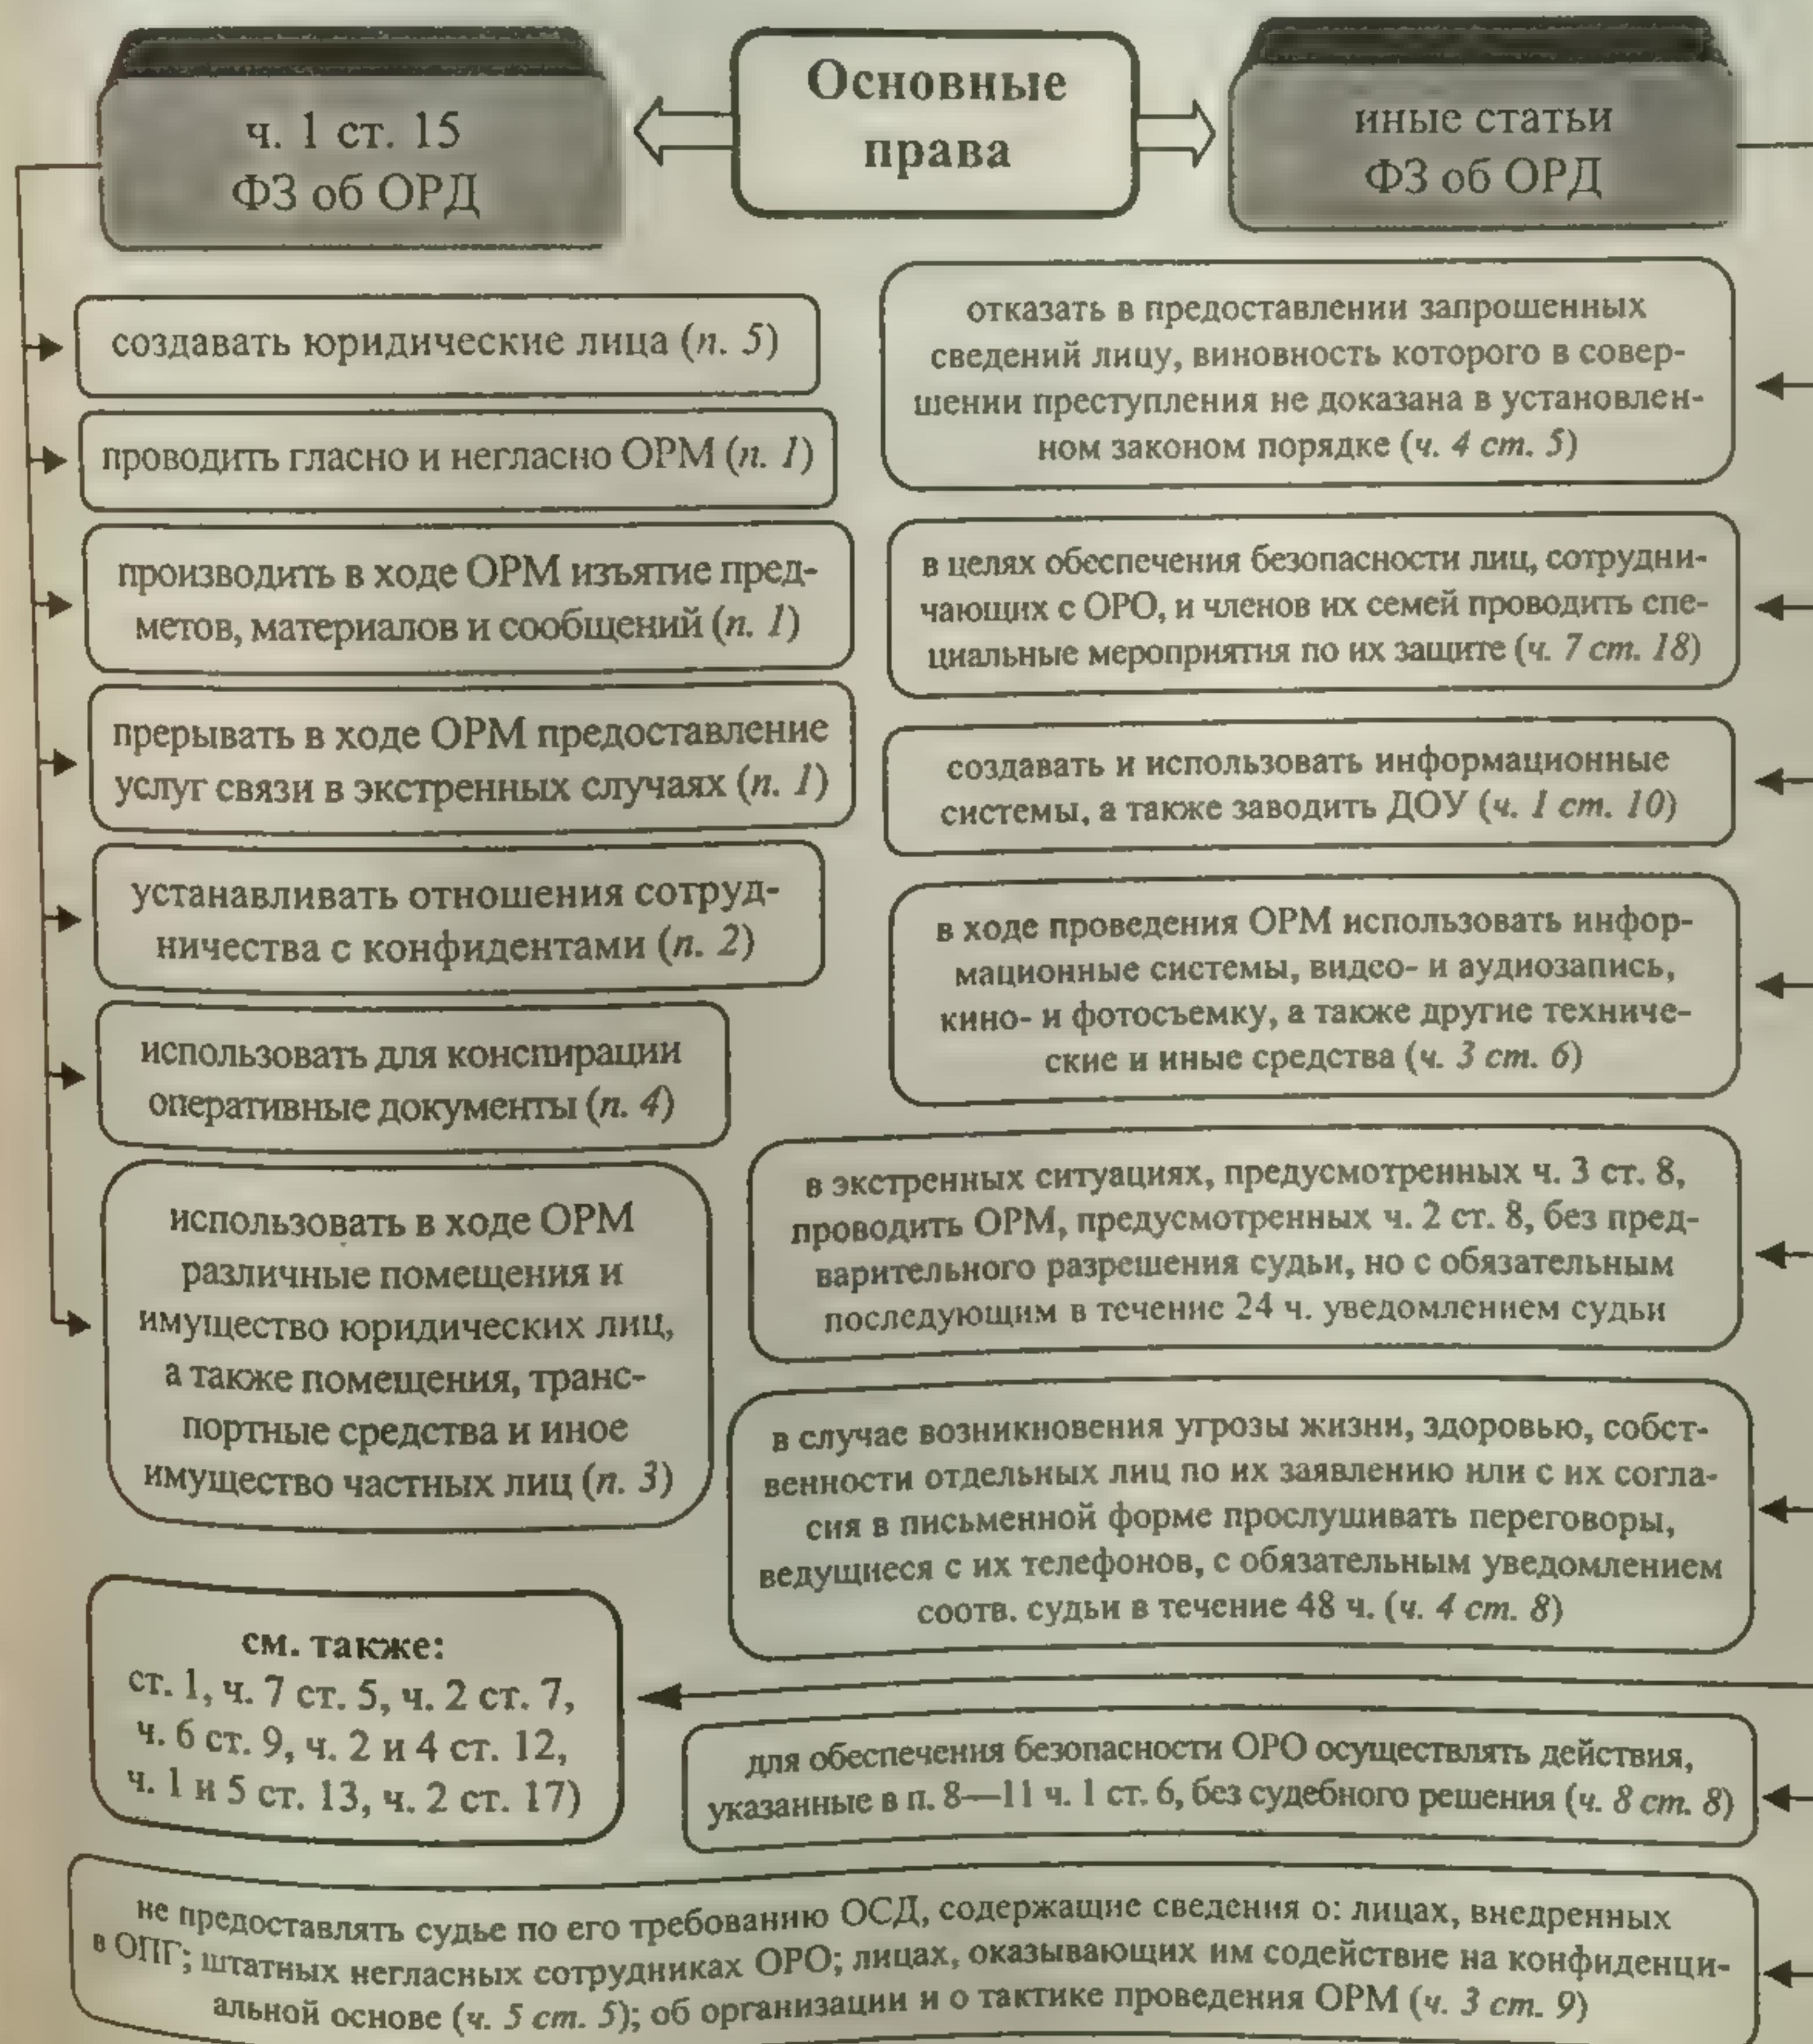 Основные
права
ч. 1 ст. 15
ФЗ об ОРД
иные статьи
ФЗ об ОРД
создавать юридические лица (п. 5)
проводить гласно и негласно ОРМ (п. 1)
производить в ходе ОРМ изъятие пред-
метов, материалов и сообщений (п. 1)
прерывать в ходе ОРМ предоставление
услуг связи в экстренных случаях (п. 1)
устанавливать отношения сотруд-
ничества с конфидентами (п. 2)
использовать для конспирации
оперативные документы (п. 4)
использовать в ходе ОРМ
различные помещения и
имущество юридических лиц,
а также помещения, транс-
портные средства и иное
имущество частных лиц (п. 3)
см. также:
ст. 1, ч. 7 ст. 5, ч. 2 ст. 7,
ч. 6 ст. 9, ч. 2 и 4 ст. 12,
ч. 1 и 5 ст. 13, ч. 2 ст. 17)
отказать в предоставлении запрошенных
сведений лицу, виновность которого в совер-
шении преступления не доказана в установлен-
ном законом порядке (ч. 4 ст. 5)
в целях обеспечения безопасности лиц, сотрудни-
чающих с ОРО, и членов их семей проводить спе-
циальные мероприятия по их защите (ч. 7 ст. 18)
создавать и использовать информационные
системы, а также заводить ДОУ (ч. 1 ст. 10)
в ходе проведения ОРМ использовать инфор-
мационные системы, видео- и аудиозапись,
кино- и фотосъемку, а также другие техниче-
ские и иные средства (ч. 3 ст. 6)
в экстренных ситуациях, предусмотренных ч. 3 ст. 8,
проводить ОРМ, предусмотренных ч. 2 ст. 8, без пред-
варительного разрешения судьи, но с обязательным
последующим в течение 24 ч. уведомлением судьи
в случае возникновения угрозы жизни, здоровью, собст-
венности отдельных лиц по их заявлению или с их согла-
сия в письменной форме прослушивать переговоры,
ведущиеся с их телефонов, с обязательным уведомлением
соотв. судьи в течение 48 ч. (ч. 4 ст. 8)
для обеспечения безопасности ОРО осуществлять действия,
указанные в п. 8—11 ч. 1 ст. 6, без судебного решения (ч. 8 ст. 8)
не предоставлять судье по его требованию ОСД, содержащие сведения о: лицах, внедренных
в ОПГ; штатных негласных сотрудниках ОРО; лицах, оказывающих им содействие на конфиденци-
альной основе (ч. 5 ст. 5); об организации и о тактике проведения ОРМ (ч. 3 ст. 9)